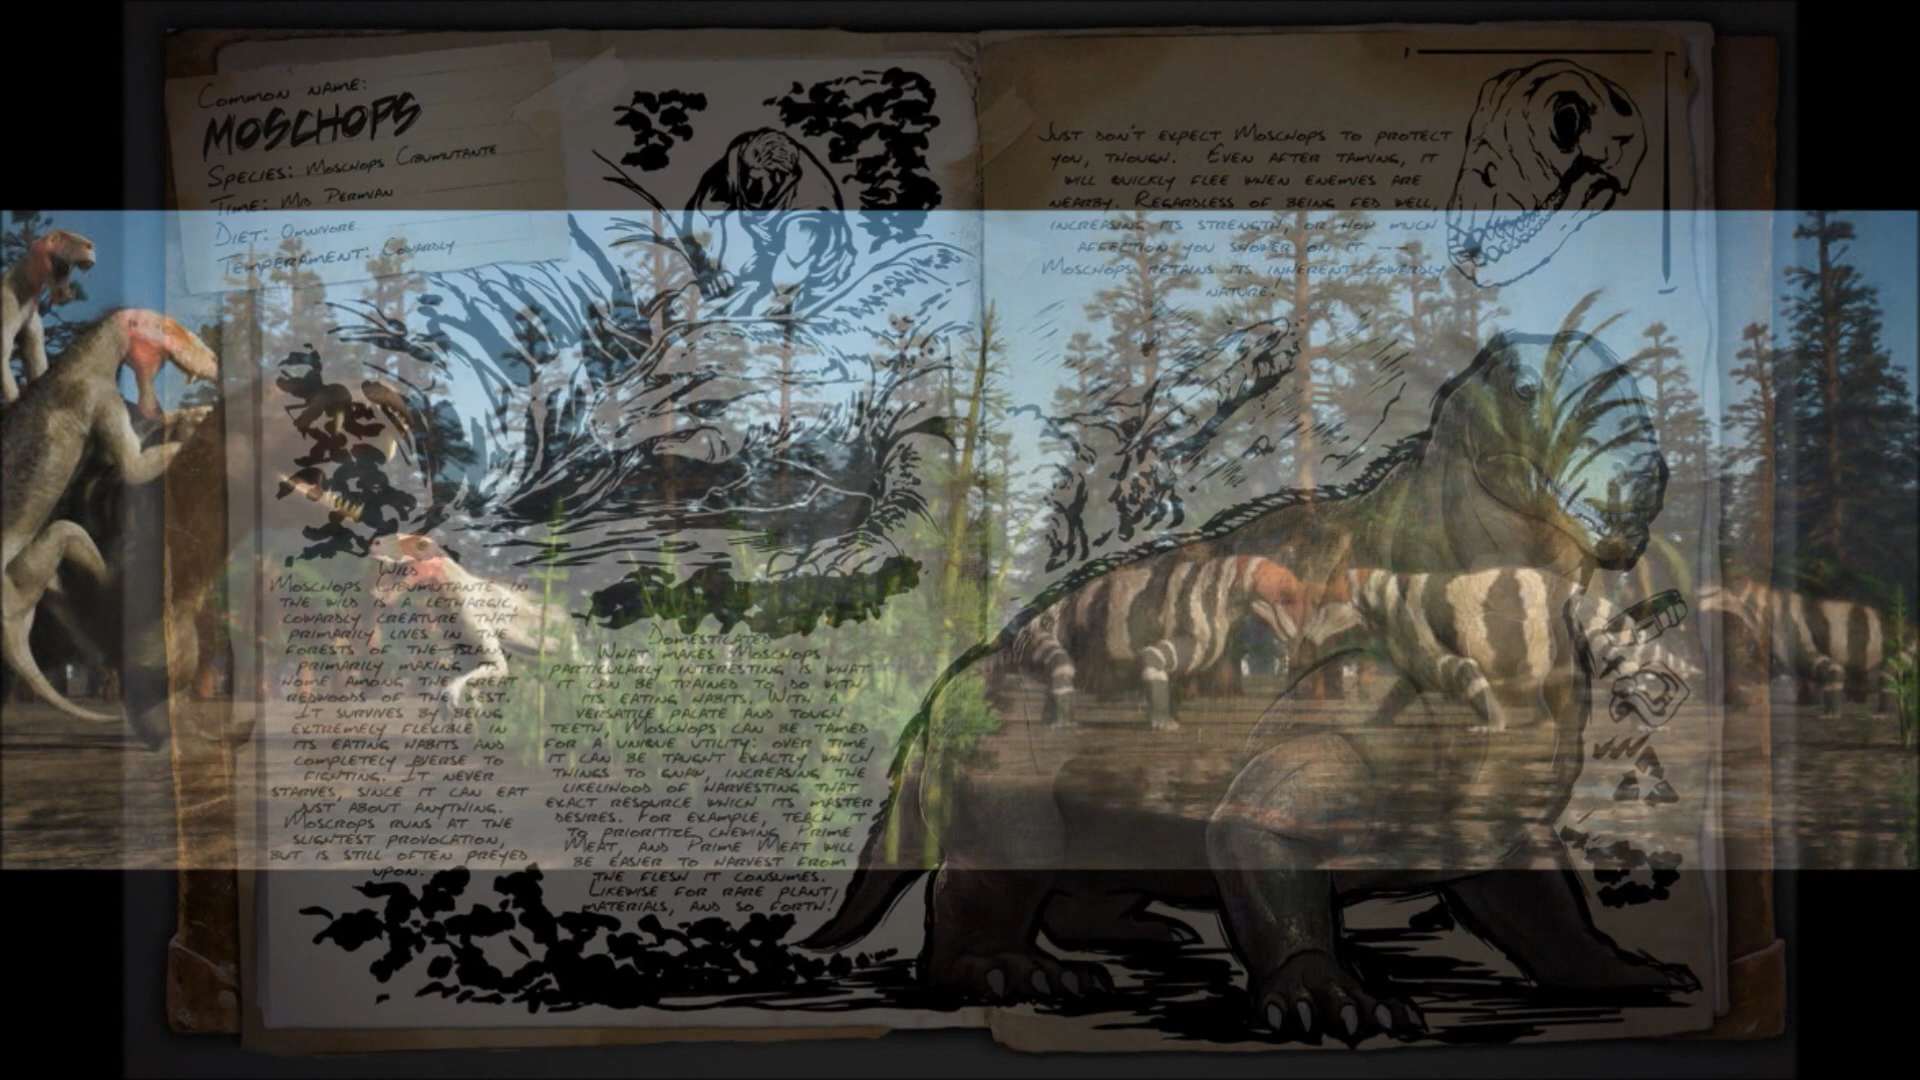 COMMON NAME:
MOSCHOPS
SPECIES: MOSCHOPS CIBUMUTANTE
TIME: MID PERMIAN
DIET: OMNIVORE
TEMPERAMENT: COWARDLY
WILD
MOSCHOPS CIBUMUTANTE IN
THE WILD IS A LETHARGIC,
COWARDLY CREATURE THAT
PRIMARILY LIVES IN THE
FORESTS OF THE ISLAND,
PRIMARILY MAKING ITS
HOME AMONG THE GREAT
REDWOODS OF THE WEST.
IT SURVIVES BY BEING
EXTREMELY FLEXIBLE IN
ITS EATING HABITS AND
COMPLETELY AVERSE TO
FIGHTING. IT NEVER
STARVES, SINCE IT CAN EAT
JUST ABOUT ANYTHING.
MOSCHOPS RUNS AT THE
SLIGHTEST PROVOCATION,
BUT IS STILL OFTEN PREYED
UPON.
DOMESTICATED
WHAT MAKES MOSCHOPS
PARTICULARLY INTERESTING IS WHAT
IT CAN BE TRAINED TO DO WITH
ITS EATING HABITS. WITH A
VERSATILE PALATE AND TOUGH
TEETH, MOSCHOPS CAN BE TAMED
FOR A UNIQUE UTILITY: OVER TIME
IT CAN BE TAUGHT EXACTLY WHICH
THINGS TO GNAW, INCREASING THE
LIKELIHOOD OF HARVESTING THAT
EXACT RESOURCE WHICH ITS MASTER
DESIRES. FOR EXAMPLE, TEACH IT
TO PRIORITIZE CHEWING PRIME
MEAT, AND PRIME MEAT WILL
BE EASIER TO HARVEST FROM
THE FLESH IT CONSUMES.
LIKEWISE FOR RARE PLANT
MATERIALS, AND SO FORTH!
JUST DON'T EXPECT MOSCHOPS TO PROTECT
YOU, THOUGH. EVEN AFTER TAMING, IT
WILL QUICKLY FLEE WHEN ENEMIES ARE
NEARBY. REGARDLESS OF BEING FED WELL,
INCREASING ITS STRENGTH, OR HOW MUCH
AFFECTION YOU SHOWER ON IT --
MOSCHOPS RETAINS ITS INHERENT COWARDLY
NATURE!